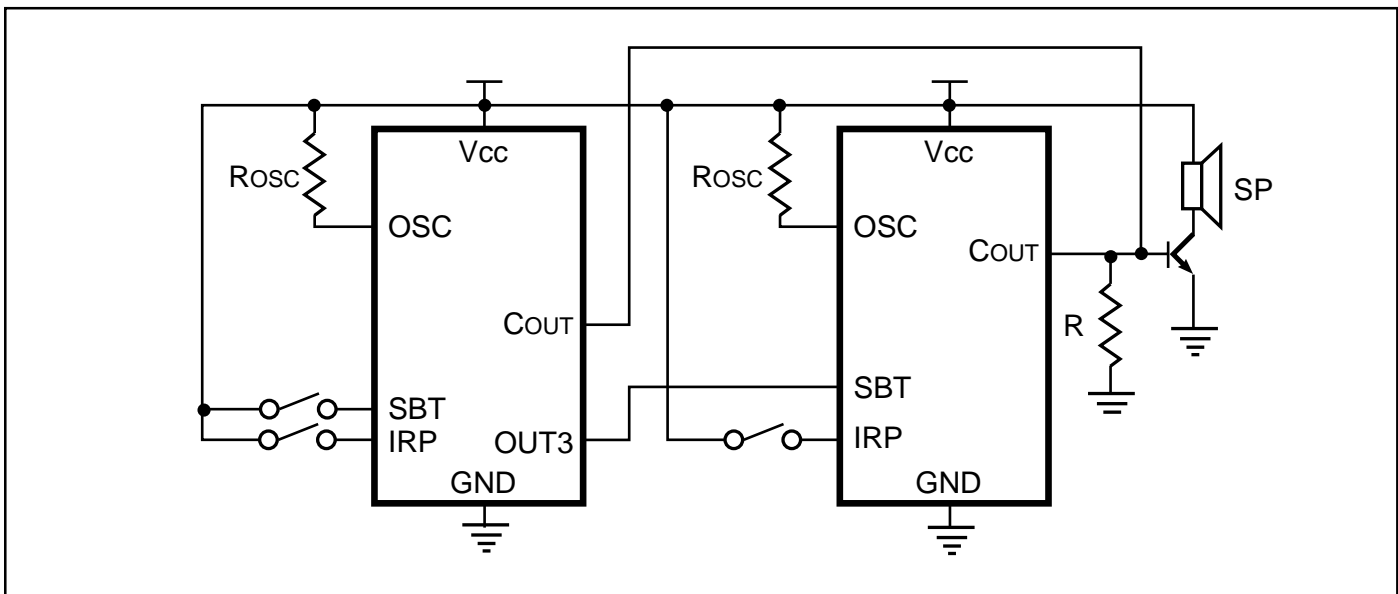 Vcc
ROSC
OSC
COUT
SBT
IRP
OUT3
GND
Vcc
ROSC
OSC
COUT
SBT
IRP
GND
R
SP